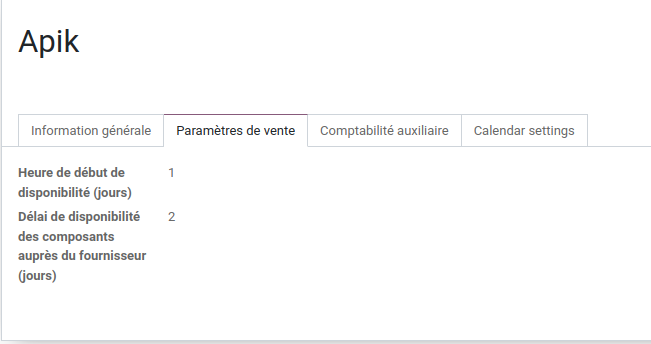 Apik
Information générale
Paramètres de vente
Comptabilité auxiliaire
Calendar settings
Heure de début de
disponibilité (jours)
1
Délai de disponibilité
des composants
auprès du fournisseur
(jours)
2